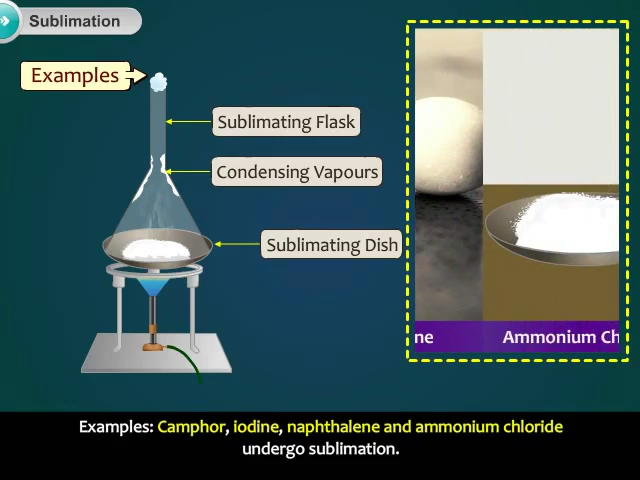 Sublimation
Examples
Sublimating Flask
Condensing Vapours
Sublimating Dish
ne
Ammonium Ch
Examples: Camphor, iodine, naphthalene and ammonium chloride
undergo sublimation.